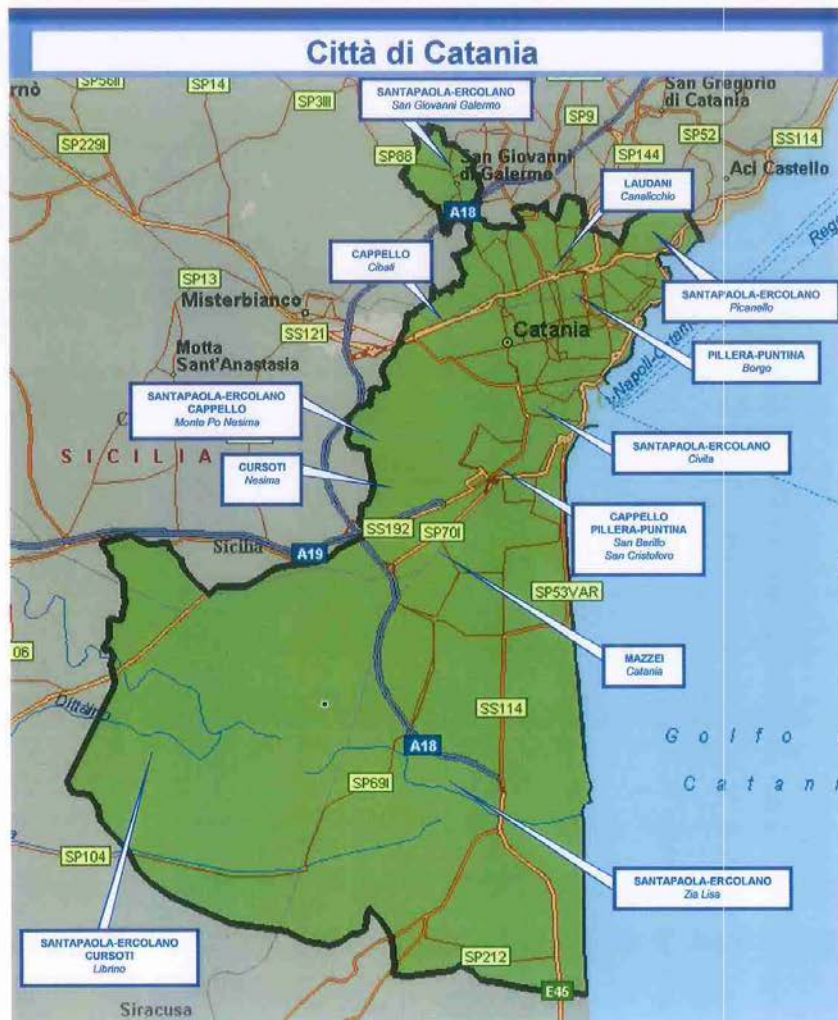 Città di Catania
SP14
SP3III
SP229I
SANTAPAOLA-ERCOLANO
San Giovanni Galermo
SP9
San Gregorio
di Catania
SP52
SS114
SP88
San Giovanni
di Galermo
SP144
Aci Castello
LAUDANI
Canalicchio
A18
CAPPELLO
Cibali
SP13
Misterbianco
SS121
SANTAPAOLA-ERCOLANO
Picanello
Catania
Motta
Sant'Anastasia
PILLERA-PUNTINA
Borgo
SANTAPAOLA-ERCOLANO
CAPPELLO
Monte Po Nesima
SANTAPAOLA-ERCOLANO
Civita
SICILIA
CURSOTI
Nesima
CAPPELLO
PILLERA-PUNTINA
San Berillo
San Cristoforo
SS192
SP70I
Sicilia
A19
SP53VAR
06
MAZZEI
Catania
Dittaino
SS114
A18
Golfo
Catan
SP69I
SP104
SANTAPAOLA-ERCOLANO
Zia Lisa
SANTAPAOLA-ERCOLANO
CURSOTI
Librino
SP212
E45
Siracusa